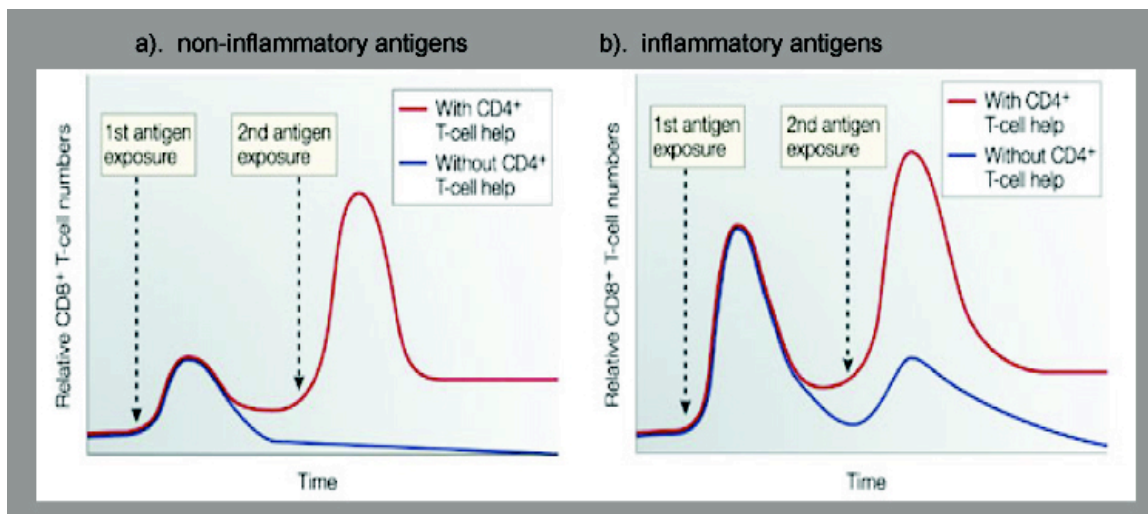 a). non-inflammatory antigens
1st antigen
exposure
2nd antigen
exposure
With CD4+
T-cell help
Without CD4+
T-cell help
Relative CD8+ T-cell numbers
Time
b). inflammatory antigens
1st antigen
exposure
2nd antigen
exposure
With CD4+
T-cell help
Without CD4+
T-cell help
Relative CD8+ T-cell numbers
Time